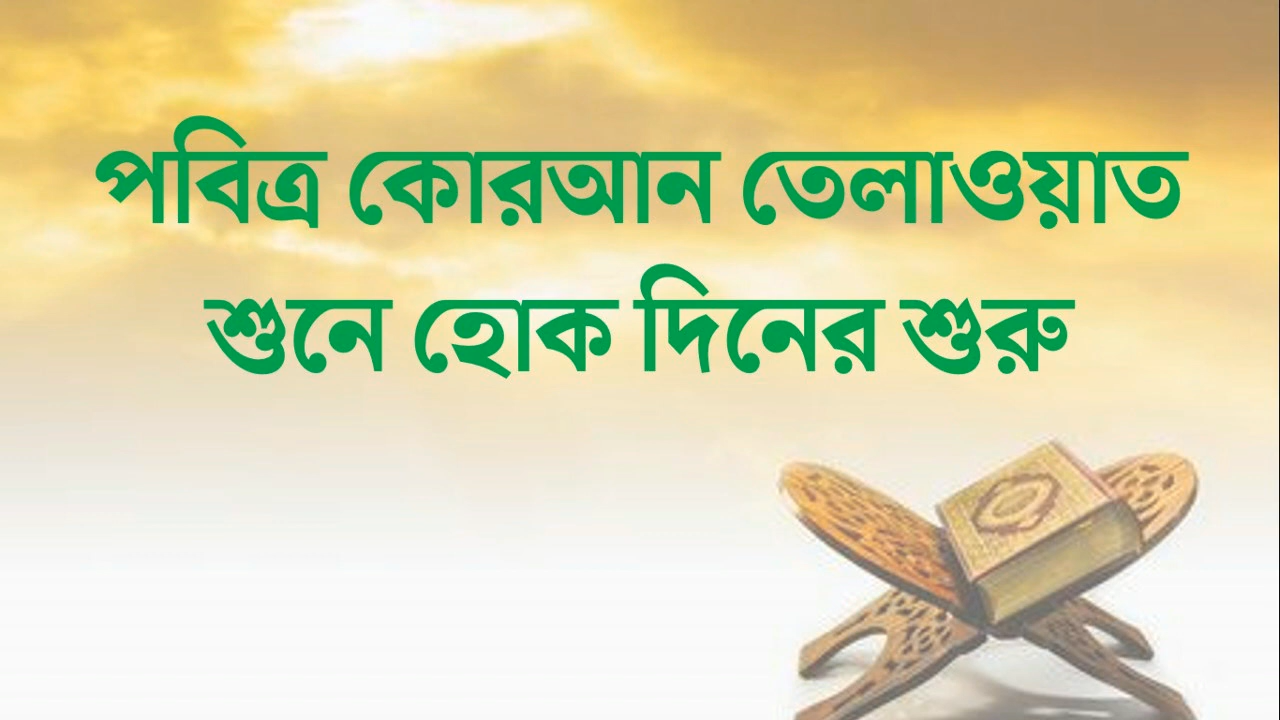 পবিত্র কোরআন তেলাওয়াত
শুনে হোক দিনের শুরু